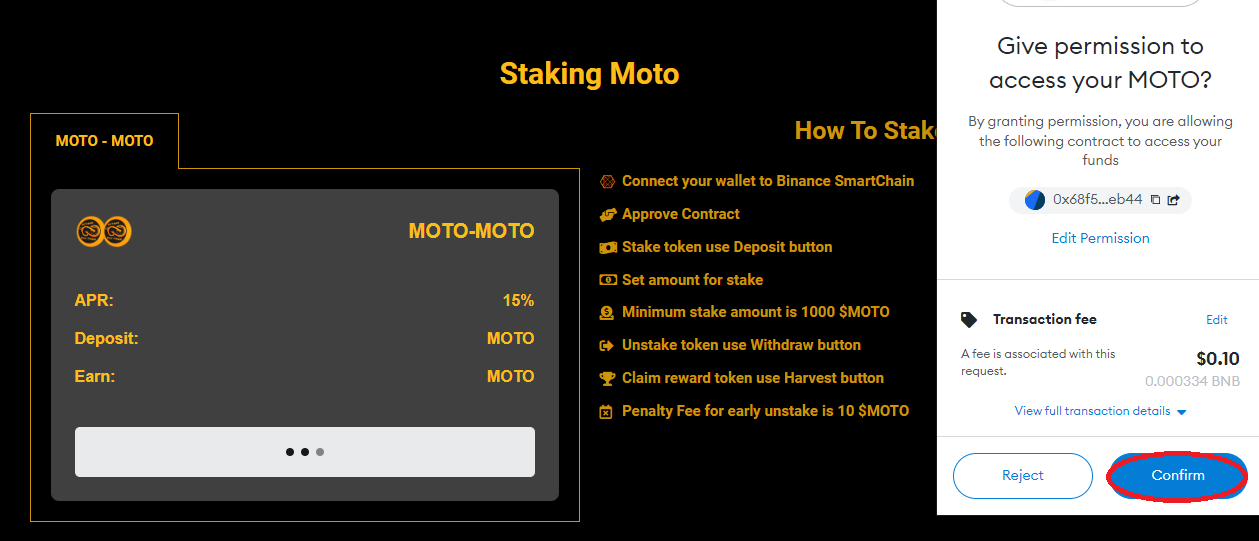 Staking Moto
MOTO - MOTO
MOTO-MOTO
APR: 15%
Deposit: MOTO
Earn: MOTO
How To Stak
Connect your wallet to Binance SmartChain
Approve Contract
Stake token use Deposit button
Set amount for stake
Minimum stake amount is 1000 $MOTO
Unstake token use Withdraw button
Claim reward token use Harvest button
Penalty Fee for early unstake is 10 $MOTO
Give permission to
access your MOTO?
By granting permission, you are allowing
the following contract to access your
funds
0x68f5...eb44
Edit Permission
Transaction fee Edit
A fee is associated with this
request.
$0.10
0.000334 BNB
View full transaction details
Reject Confirm